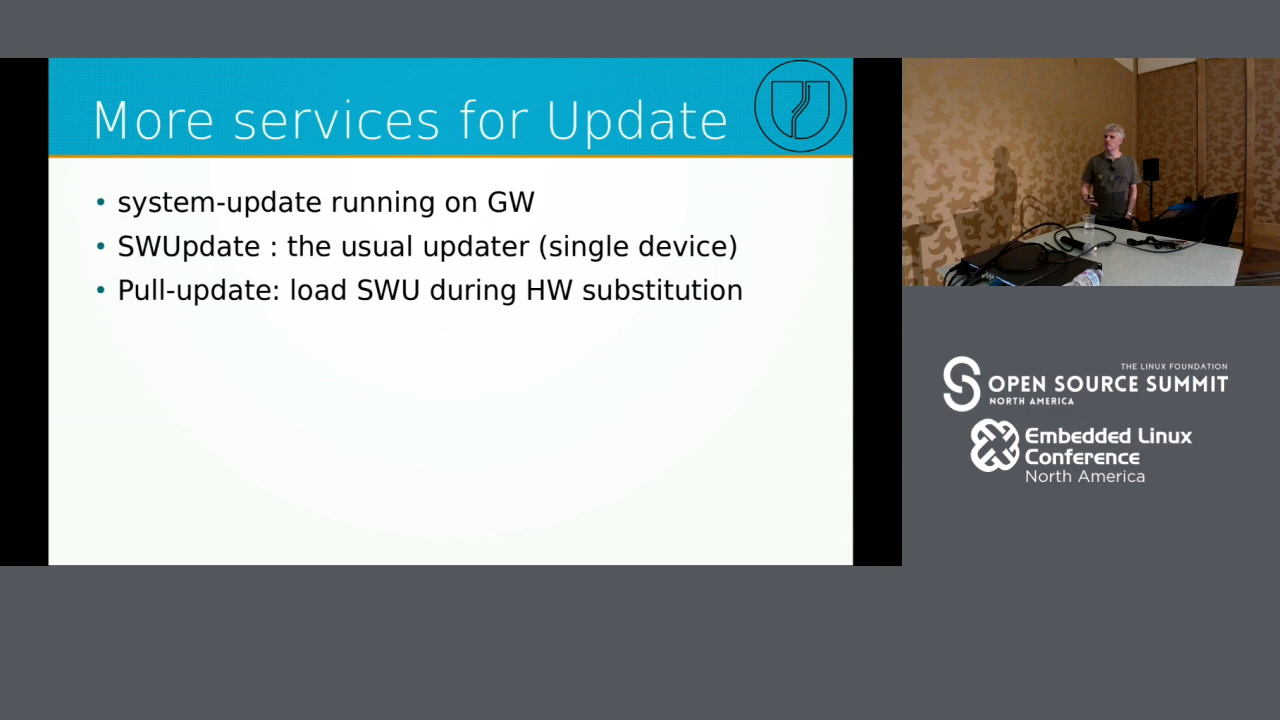 More services for Update
• system-update running on GW
• SWUpdate : the usual updater (single device)
• Pull-update: load SWU during HW substitution
THE LINUX FOUNDATION
OPEN SOURCE SUMMIT
NORTH AMERICA
Embedded Linux
Conference
North America